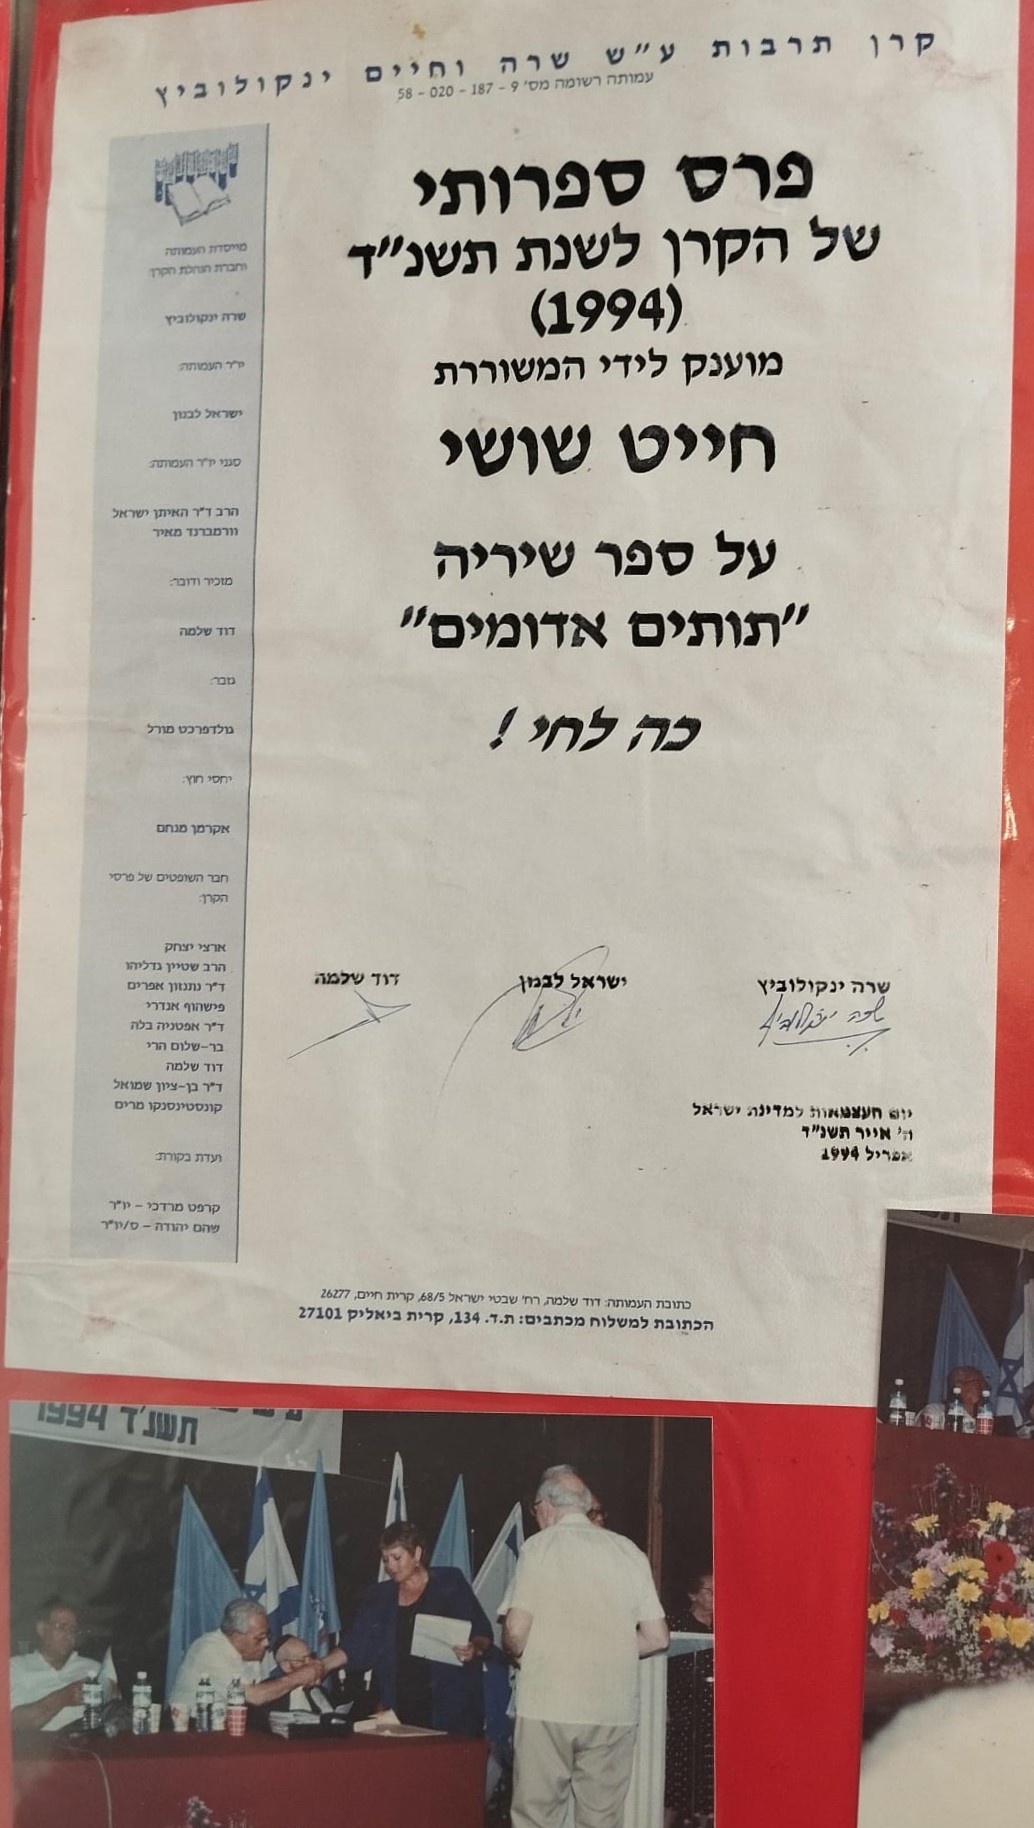 קרן תרבות ע"ש שרה וחיים ינקולוביץ
עמותה רשומה מס' 9 - 187 - 020 - 58
פרס ספרותי
של הקרן לשנת תשנ"ד
(1994)
מוענק לידי המשוררת
חייט שושי
על ספר שיריה
"תותים אדומים"
כה לחי !
מייסדת העמותה
וחברת הנהלת הקרן:
שרה ינקולוביץ
יו"ר העמותה:
ישראל לבנון
סגני יו"ר העמותה:
הרב ד"ר האיתן ישראל
וורמברנד מאיר
מזכיר ודובר:
דוד שלמה
גזבר:
גולדפרכט מורל
יחסי חוץ:
אקרמן מנחם
חבר השופטים של פרסי
הקרן:
ארצי יצחק
הרב שטיין גדליהו
ד"ר נתנזון אפרים
פישהוף אנדרי
ד"ר אפטניה בלה
בר-שלום הרי
דוד שלמה
ד"ר בן-ציון שמואל
קונסטינסנקו מרים
ועדת בקורת:
קרפט מרדכי - יו"ר
שהם יהודה - ס/יו"ר
שרה ינקולוביץ
ישראל לבנון
דוד שלמה
שרה ינקולוביץ
יום העצמאות למדינת ישראל
ה' אייר תשנ"ד
אפריל 1994
כתובת העמותה: דוד שלמה, רח' שבטי ישראל 68/5, קרית חיים, 26277
הכתובת למשלוח מכתבים: ת.ד. 134, קרית ביאליק 27101
תשנ'ד 1994